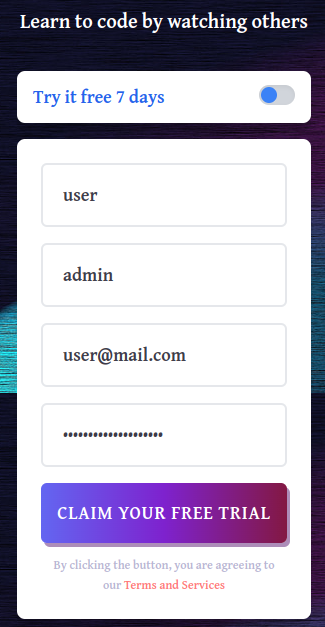 Learn to code by watching others
Try it free 7 days
user
admin
user@mail.com
••••••••••••••••••••
CLAIM YOUR FREE TRIAL
By clicking the button, you are agreeing to
our Terms and Services